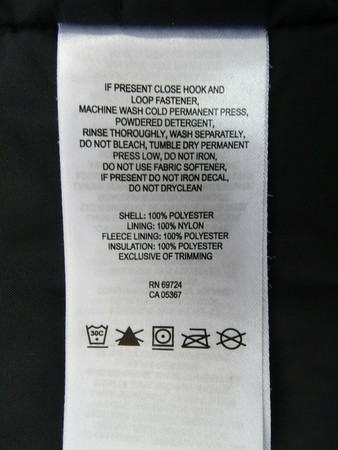 IF PRESENT CLOSE HOOK AND
LOOP FASTENER,
MACHINE WASH COLD PERMANENT PRESS,
POWDERED DETERGENT,
RINSE THOROUGHLY, WASH SEPARATELY,
DO NOT BLEACH, TUMBLE DRY PERMANENT
PRESS LOW, DO NOT IRON,
DO NOT USE FABRIC SOFTENER,
IF PRESENT DO NOT IRON DECAL,
DO NOT DRYCLEAN
SHELL: 100% POLYESTER
LINING: 100% NYLON
FLEECE LINING: 100% POLYESTER
INSULATION: 100% POLYESTER
EXCLUSIVE OF TRIMMING
RN 69724
CA 05367
30C